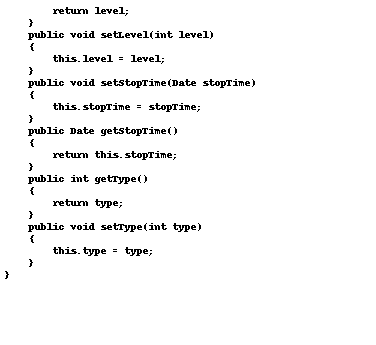 return level;
    }
    public void setLevel(int level)
    {
        this.level = level;
    }
    public void setStopTime(Date stopTime)
    {
        this.stopTime = stopTime;
    }
    public Date getStopTime()
    {
        return this.stopTime;
    }
    public int getType()
    {
        return type;
    }
    public void setType(int type)
    {
        this.type = type;
    }
}